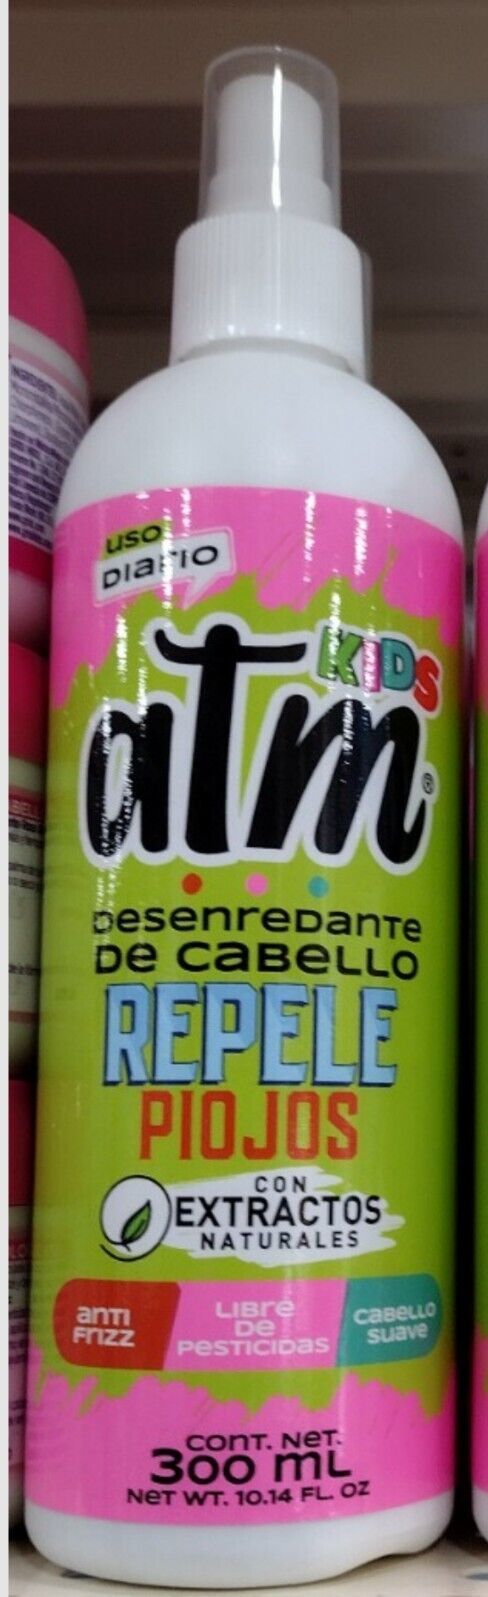 USO
DIARIO
KIDS
atm
Desenredante
De cabello
REPELE
PIOJOS
CON
EXTRACTOS
NATURALES
anti
Frizz
Libre
De
Pesticidas
Cabello
suave
CONT. NeT.
300 mL
NeT WT. 10.14 FL. OZ